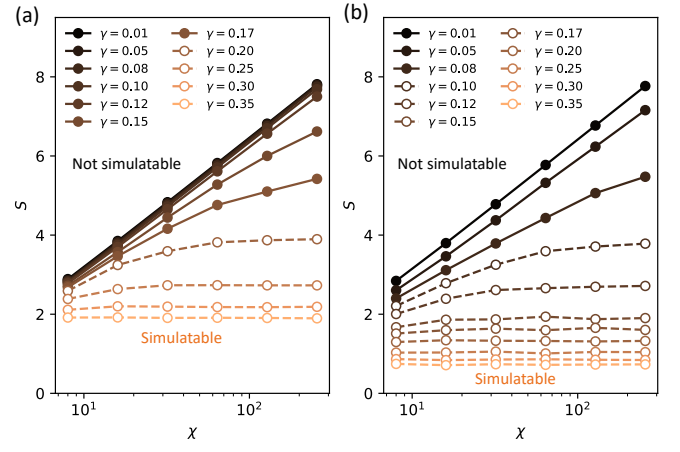 (a)
γ = 0.01
γ = 0.05
γ = 0.08
γ = 0.10
γ = 0.12
γ = 0.15
γ = 0.17
γ = 0.20
γ = 0.25
γ = 0.30
γ = 0.35
Not simulatable
Simulatable
S
0
2
4
6
8
10¹
10²
χ
(b)
γ = 0.01
γ = 0.05
γ = 0.08
γ = 0.10
γ = 0.12
γ = 0.15
γ = 0.17
γ = 0.20
γ = 0.25
γ = 0.30
γ = 0.35
Not simulatable
Simulatable
S
0
2
4
6
8
10¹
10²
χ